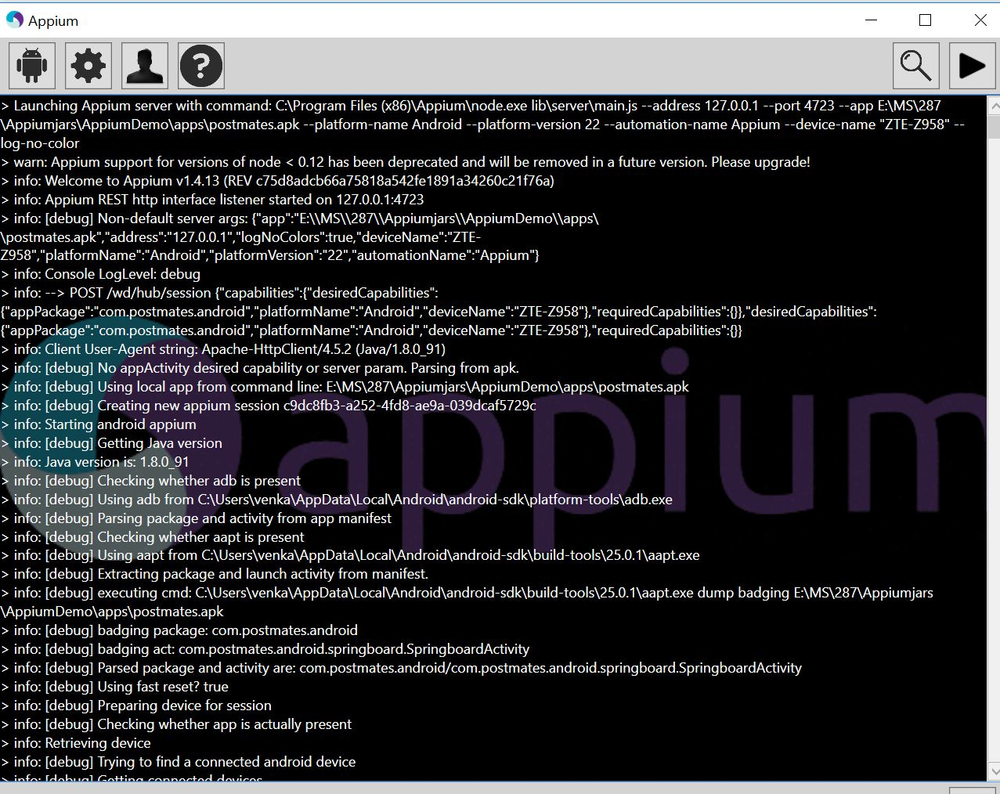 Appium
> Launching Appium server with command: C:\Program Files (x86)\Appium\node.exe lib\server\main.js --address 127.0.0.1 --port 4723 --app E:\MS\287
\Appiumjars\AppiumDemo\apps\postmates.apk --platform-name Android --platform-version 22 --automation-name Appium --device-name "ZTE-Z958" --
log-no-color
> warn: Appium support for versions of node < 0.12 has been deprecated and will be removed in a future version. Please upgrade!
> info: Welcome to Appium v1.4.13 (REV c75d8adcb66a75818a542fe1891a34260c21f76a)
> info: Appium REST http interface listener started on 127.0.0.1:4723
> info: [debug] Non-default server args: {"app":"E:\\MS\\287\\Appiumjars\\AppiumDemo\\apps\
\postmates.apk","address":"127.0.0.1","logNoColors":true,"deviceName":"ZTE-
Z958","platformName":"Android","platformVersion":"22","automationName":"Appium"}
> info: Console LogLevel: debug
> info: --> POST /wd/hub/session {"capabilities":{"desiredCapabilities":
{"appPackage":"com.postmates.android","platformName":"Android","deviceName":"ZTE-Z958"},"requiredCapabilities":{}},"desiredCapabilities":
{"appPackage":"com.postmates.android","platformName":"Android","deviceName":"ZTE-Z958"},"requiredCapabilities":{}}
> info: Client User-Agent string: Apache-HttpClient/4.5.2 (Java/1.8.0_91)
> info: [debug] No appActivity desired capability or server param. Parsing from apk.
> info: [debug] Using local app from command line: E:\MS\287\Appiumjars\AppiumDemo\apps\postmates.apk
> info: [debug] Creating new appium session c9dc8fb3-a252-4fd8-ae9a-039dcaf5729c
> info: Starting android appium
> info: [debug] Getting Java version
> info: Java version is: 1.8.0_91
> info: [debug] Checking whether adb is present
> info: [debug] Using adb from C:\Users\venka\AppData\Local\Android\android-sdk\platform-tools\adb.exe
> info: [debug] Parsing package and activity from app manifest
> info: [debug] Checking whether aapt is present
> info: [debug] Using aapt from C:\Users\venka\AppData\Local\Android\android-sdk\build-tools\25.0.1\aapt.exe
> info: [debug] Extracting package and launch activity from manifest.
> info: [debug] executing cmd: C:\Users\venka\AppData\Local\Android\android-sdk\build-tools\25.0.1\aapt.exe dump badging E:\MS\287\Appiumjars
\AppiumDemo\apps\postmates.apk
> info: [debug] badging package: com.postmates.android
> info: [debug] badging act: com.postmates.android.springboard.SpringboardActivity
> info: [debug] Parsed package and activity are: com.postmates.android/com.postmates.android.springboard.SpringboardActivity
> info: [debug] Using fast reset? true
> info: [debug] Preparing device for session
> info: [debug] Checking whether app is actually present
> info: Retrieving device
> info: [debug] Trying to find a connected android device
> info: [debug] Getting connected devices
appium